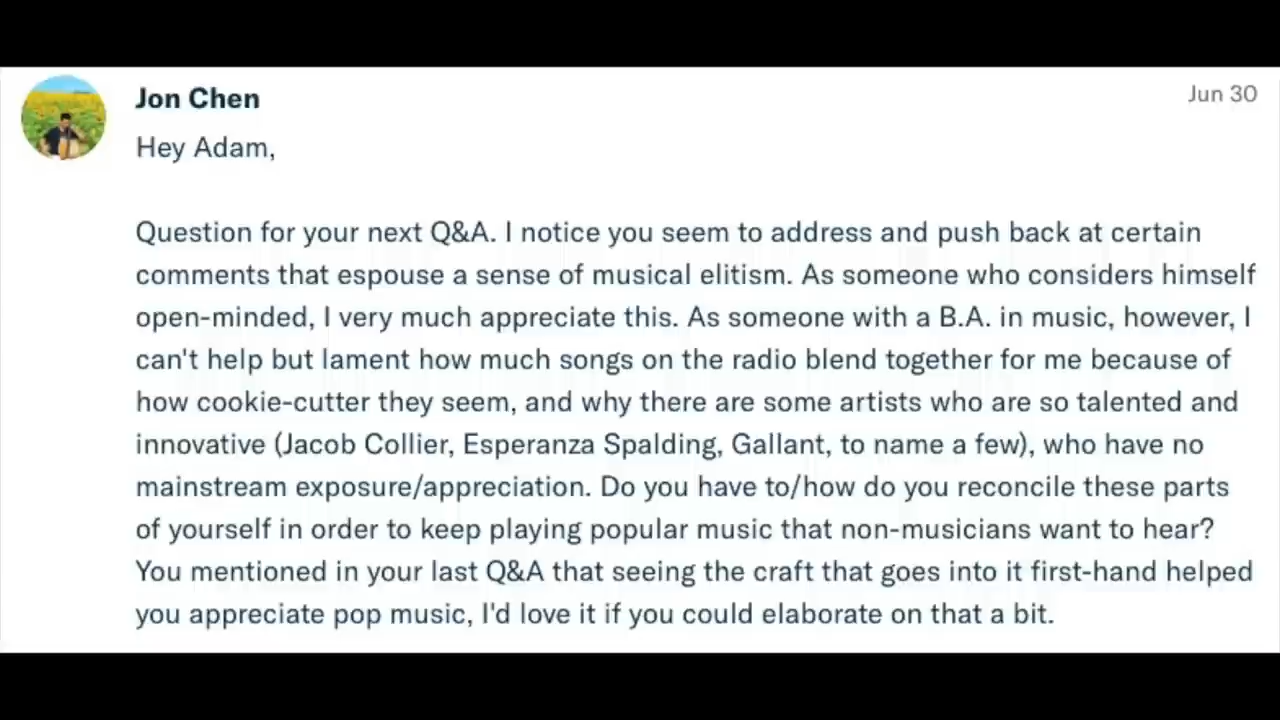 Jon Chen
Jun 30
Hey Adam,
Question for your next Q&A. I notice you seem to address and push back at certain
comments that espouse a sense of musical elitism. As someone who considers himself
open-minded, I very much appreciate this. As someone with a B.A. in music, however, I
can't help but lament how much songs on the radio blend together for me because of
how cookie-cutter they seem, and why there are some artists who are so talented and
innovative (Jacob Collier, Esperanza Spalding, Gallant, to name a few), who have no
mainstream exposure/appreciation. Do you have to/how do you reconcile these parts
of yourself in order to keep playing popular music that non-musicians want to hear?
You mentioned in your last Q&A that seeing the craft that goes into it first-hand helped
you appreciate pop music, I'd love it if you could elaborate on that a bit.